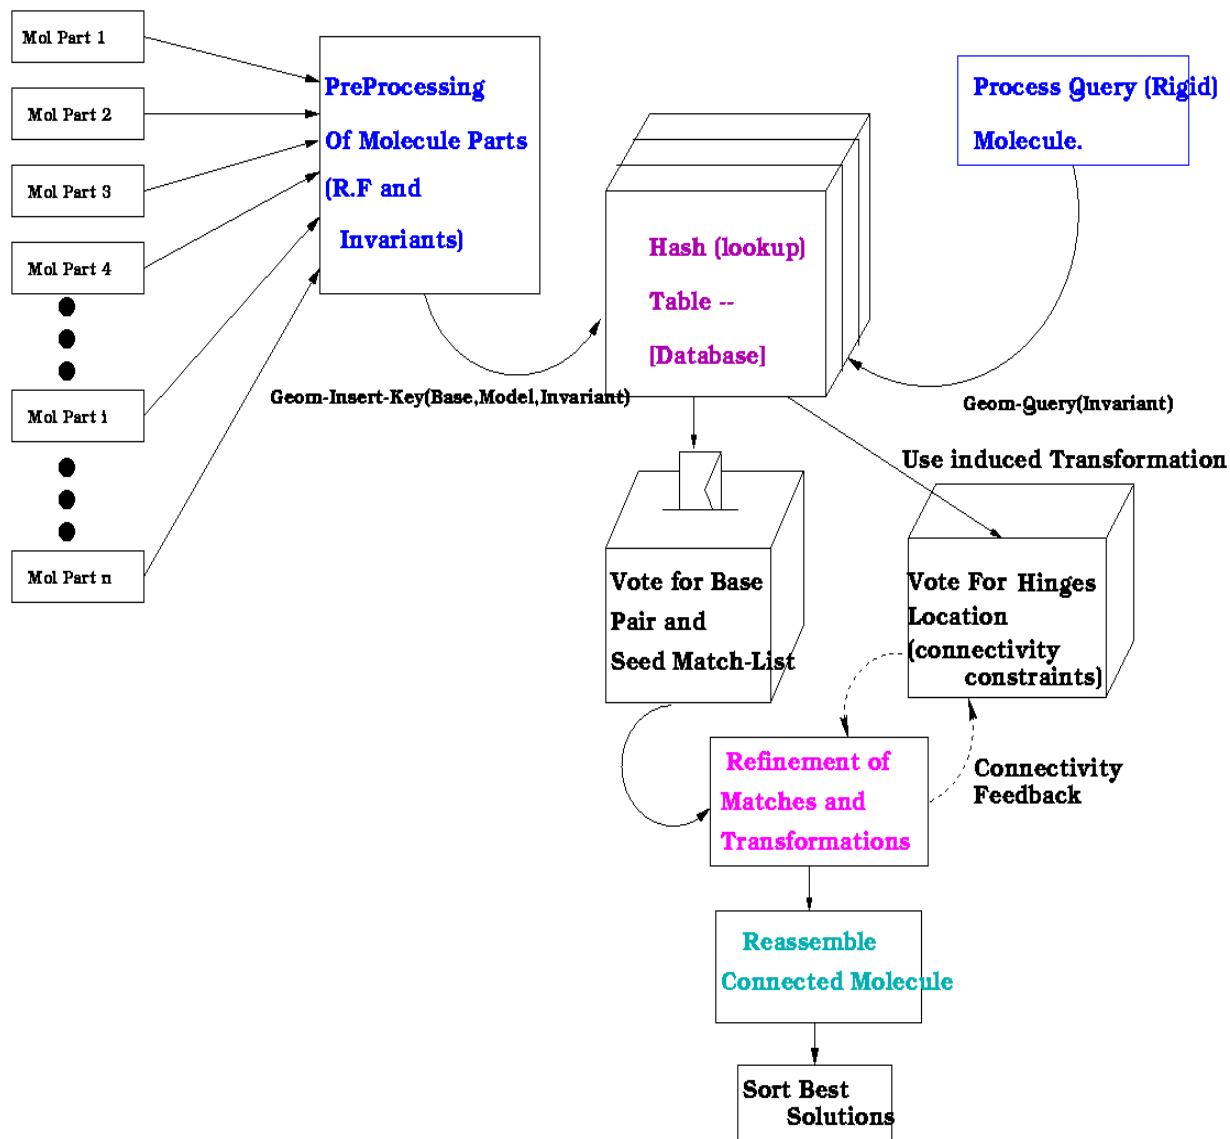 Mol Part 1
Mol Part 2
Mol Part 3
Mol Part 4
Mol Part i
Mol Part n
PreProcessing
Of Molecule Parts
(R.F and
Invariants)
Geom-Insert-Key(Base,Model,Invariant)
Hash (lookup)
Table --
[Database]
Process Query (Rigid)
Molecule.
Geom-Query(Invariant)
Use induced Transformation
Vote for Base
Pair and
Seed Match-List
Vote For Hinges
Location
(connectivity
constraints)
Refinement of
Matches and
Transformations
Connectivity
Feedback
Reassemble
Connected Molecule
Sort Best
Solutions